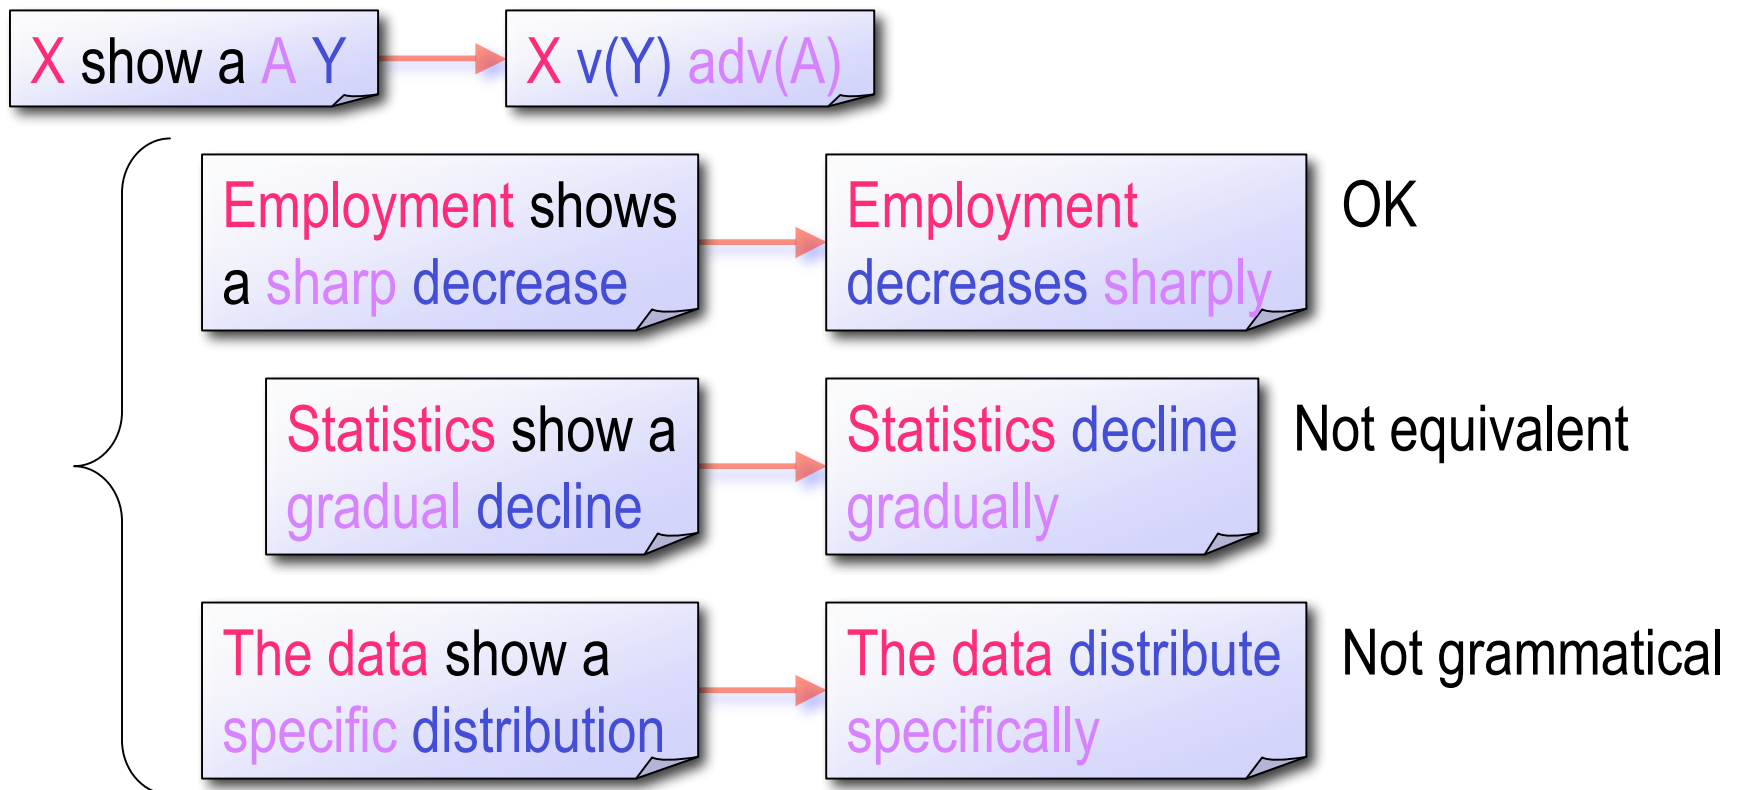 X show a A Y
X v(Y) adv(A)
Employment shows
a sharp decrease
Employment
decreases sharply
OK
Statistics show a
gradual decline
Statistics decline
gradually
Not equivalent
The data show a
specific distribution
The data distribute
specifically
Not grammatical